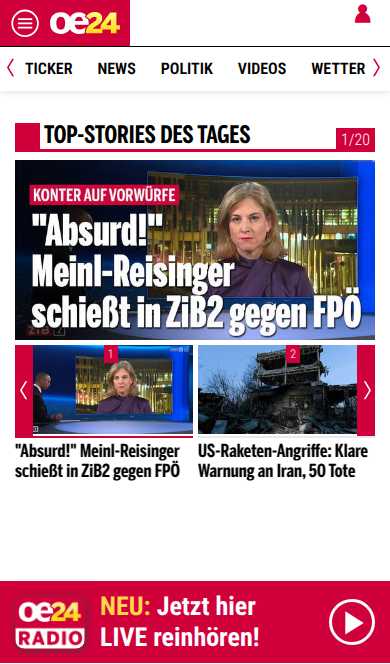 oe24
TICKER NEWS POLITIK VIDEOS WETTER
TOP-STORIES DES TAGES
1/20
KONTER AUF VORWÜRFE
"Absurd!"
Meinl-Reisinger
schießt in ZiB2 gegen FPÖ
1
2
"Absurd!" Meinl-Reisinger
schießt in ZiB2 gegen FPÖ
US-Raketen-Angriffe: Klare
Warnung an Iran, 50 Tote
oe24
RADIO
NEU: Jetzt hier
LIVE reinhören!